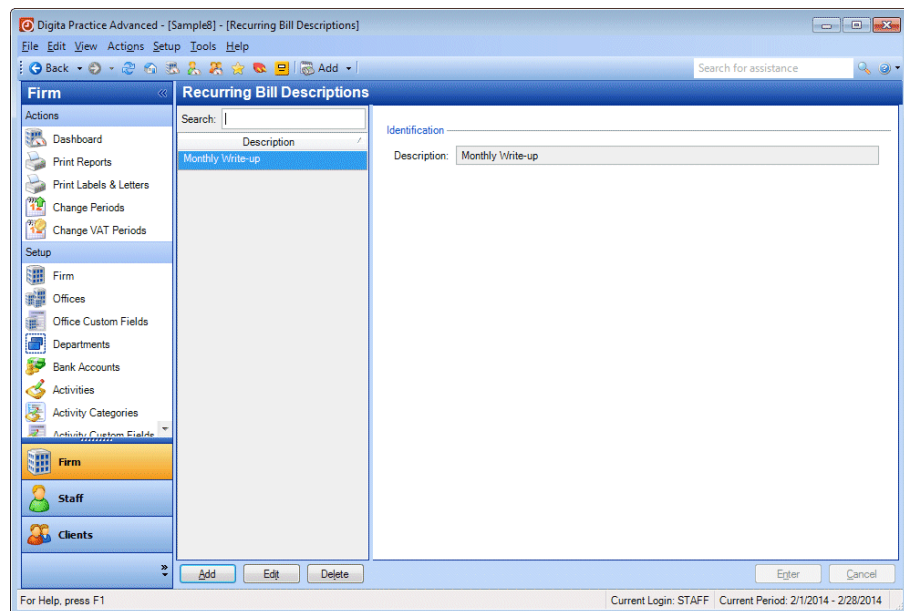 Digita Practice Advanced - [Sample8] - [Recurring Bill Descriptions]
File Edit View Actions Setup Tools Help
Back Add Search for assistance
Firm
Recurring Bill Descriptions
Actions
Dashboard
Print Reports
Print Labels & Letters
Change Periods
Change VAT Periods
Setup
Firm
Offices
Office Custom Fields
Departments
Bank Accounts
Activities
Activity Categories
Activity Custom Fields
Firm
Staff
Clients
Search:
Description
Monthly Write-up
Identification
Description: Monthly Write-up
Add Edit Delete Enter Cancel
For Help, press F1 Current Login: STAFF Current Period: 2/1/2014 - 2/28/2014